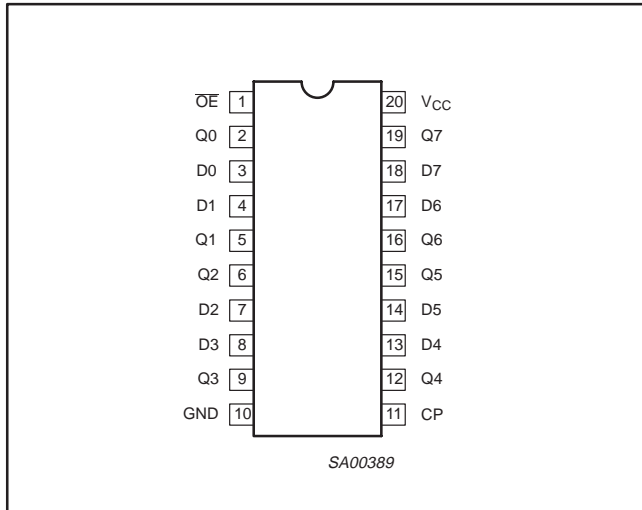 O̅E̅ 1 20 VCC
Q0 2 19 Q7
D0 3 18 D7
D1 4 17 D6
Q1 5 16 Q6
Q2 6 15 Q5
D2 7 14 D5
D3 8 13 D4
Q3 9 12 Q4
GND 10 11 CP
SA00389